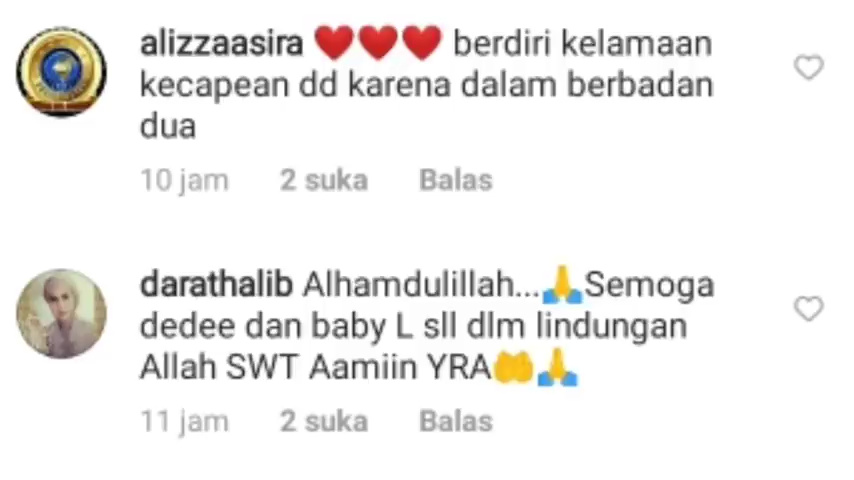 alizzaasira ❤️❤️❤️ berdiri kelamaan
kecapean dd karena dalam berbadan
dua
10 jam 2 suka Balas
darathalib Alhamdulillah...🙏Semoga
dedee dan baby L sll dlm lindungan
Allah SWT Aamiin YRA🤲🙏
11 jam 2 suka Balas